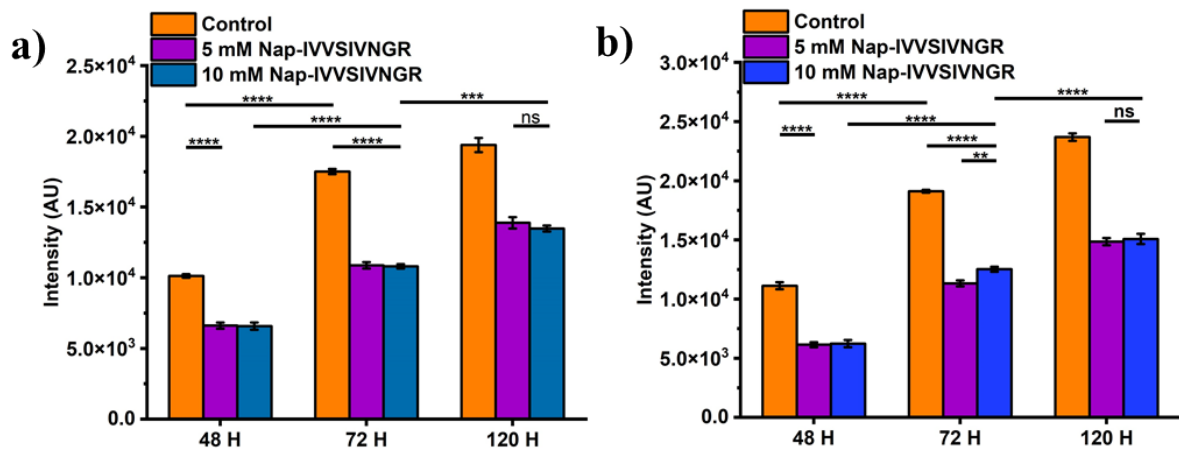 a)
Control
5 mM Nap-IVVSIVNGR
10 mM Nap-IVVSIVNGR
2.5×10⁴
2.0×10⁴
1.5×10⁴
1.0×10⁴
5.0×10³
0.0
Intensity (AU)
****
***
****
ns
****
****
48 H
72 H
120 H
b)
Control
5 mM Nap-IVVSIVNGR
10 mM Nap-IVVSIVNGR
3.0×10⁴
2.5×10⁴
2.0×10⁴
1.5×10⁴
1.0×10⁴
5.0×10³
0.0
Intensity (AU)
****
****
****
ns
****
****
**
48 H
72 H
120 H